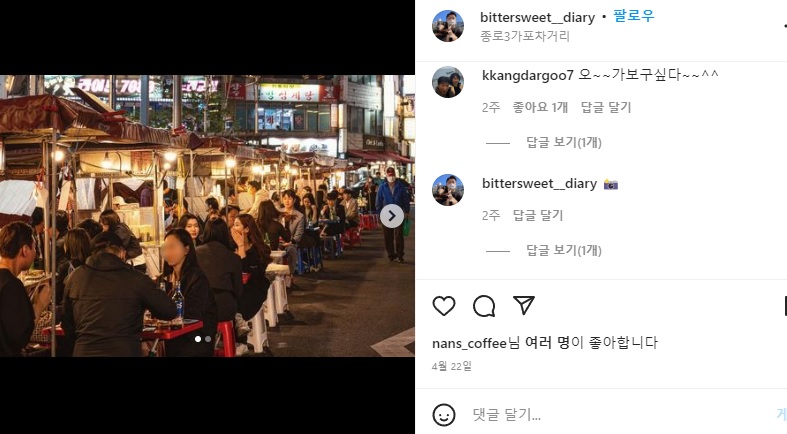 bittersweet__diary • 팔로우
종로3가포차거리
kkangdargoo7 오~~가보구싶다~~^^
2주 좋아요 1개 답글 달기
답글 보기(1개)
bittersweet__diary 📸
2주 답글 달기
답글 보기(1개)
nans_coffee님 여러 명이 좋아합니다
4월 22일
댓글 달기...